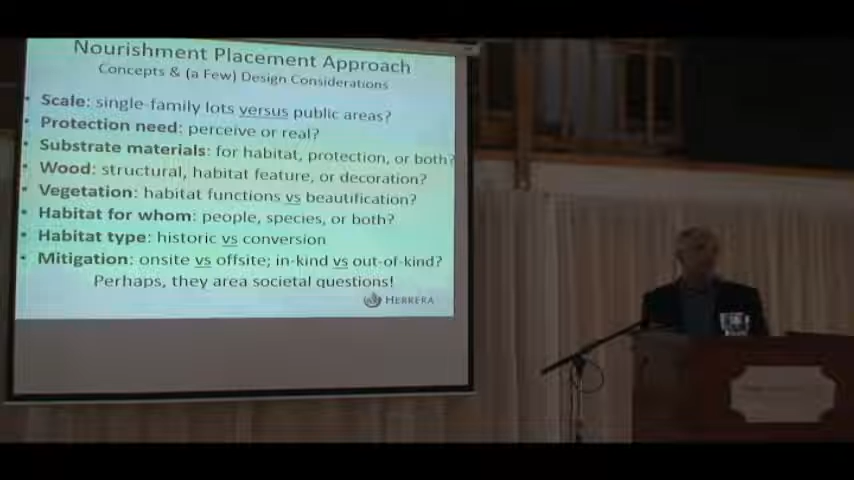 Nourishment Placement Approach
Concepts & (a Few) Design Considerations
• Scale: single-family lots versus public areas?
• Protection need: perceive or real?
• Substrate materials: for habitat, protection, or both?
• Wood: structural, habitat feature, or decoration?
• Vegetation: habitat functions vs beautification?
• Habitat for whom: people, species, or both?
• Habitat type: historic vs conversion
• Mitigation: onsite vs offsite; in-kind vs out-of-kind?
Perhaps, they area societal questions!
HERRERA